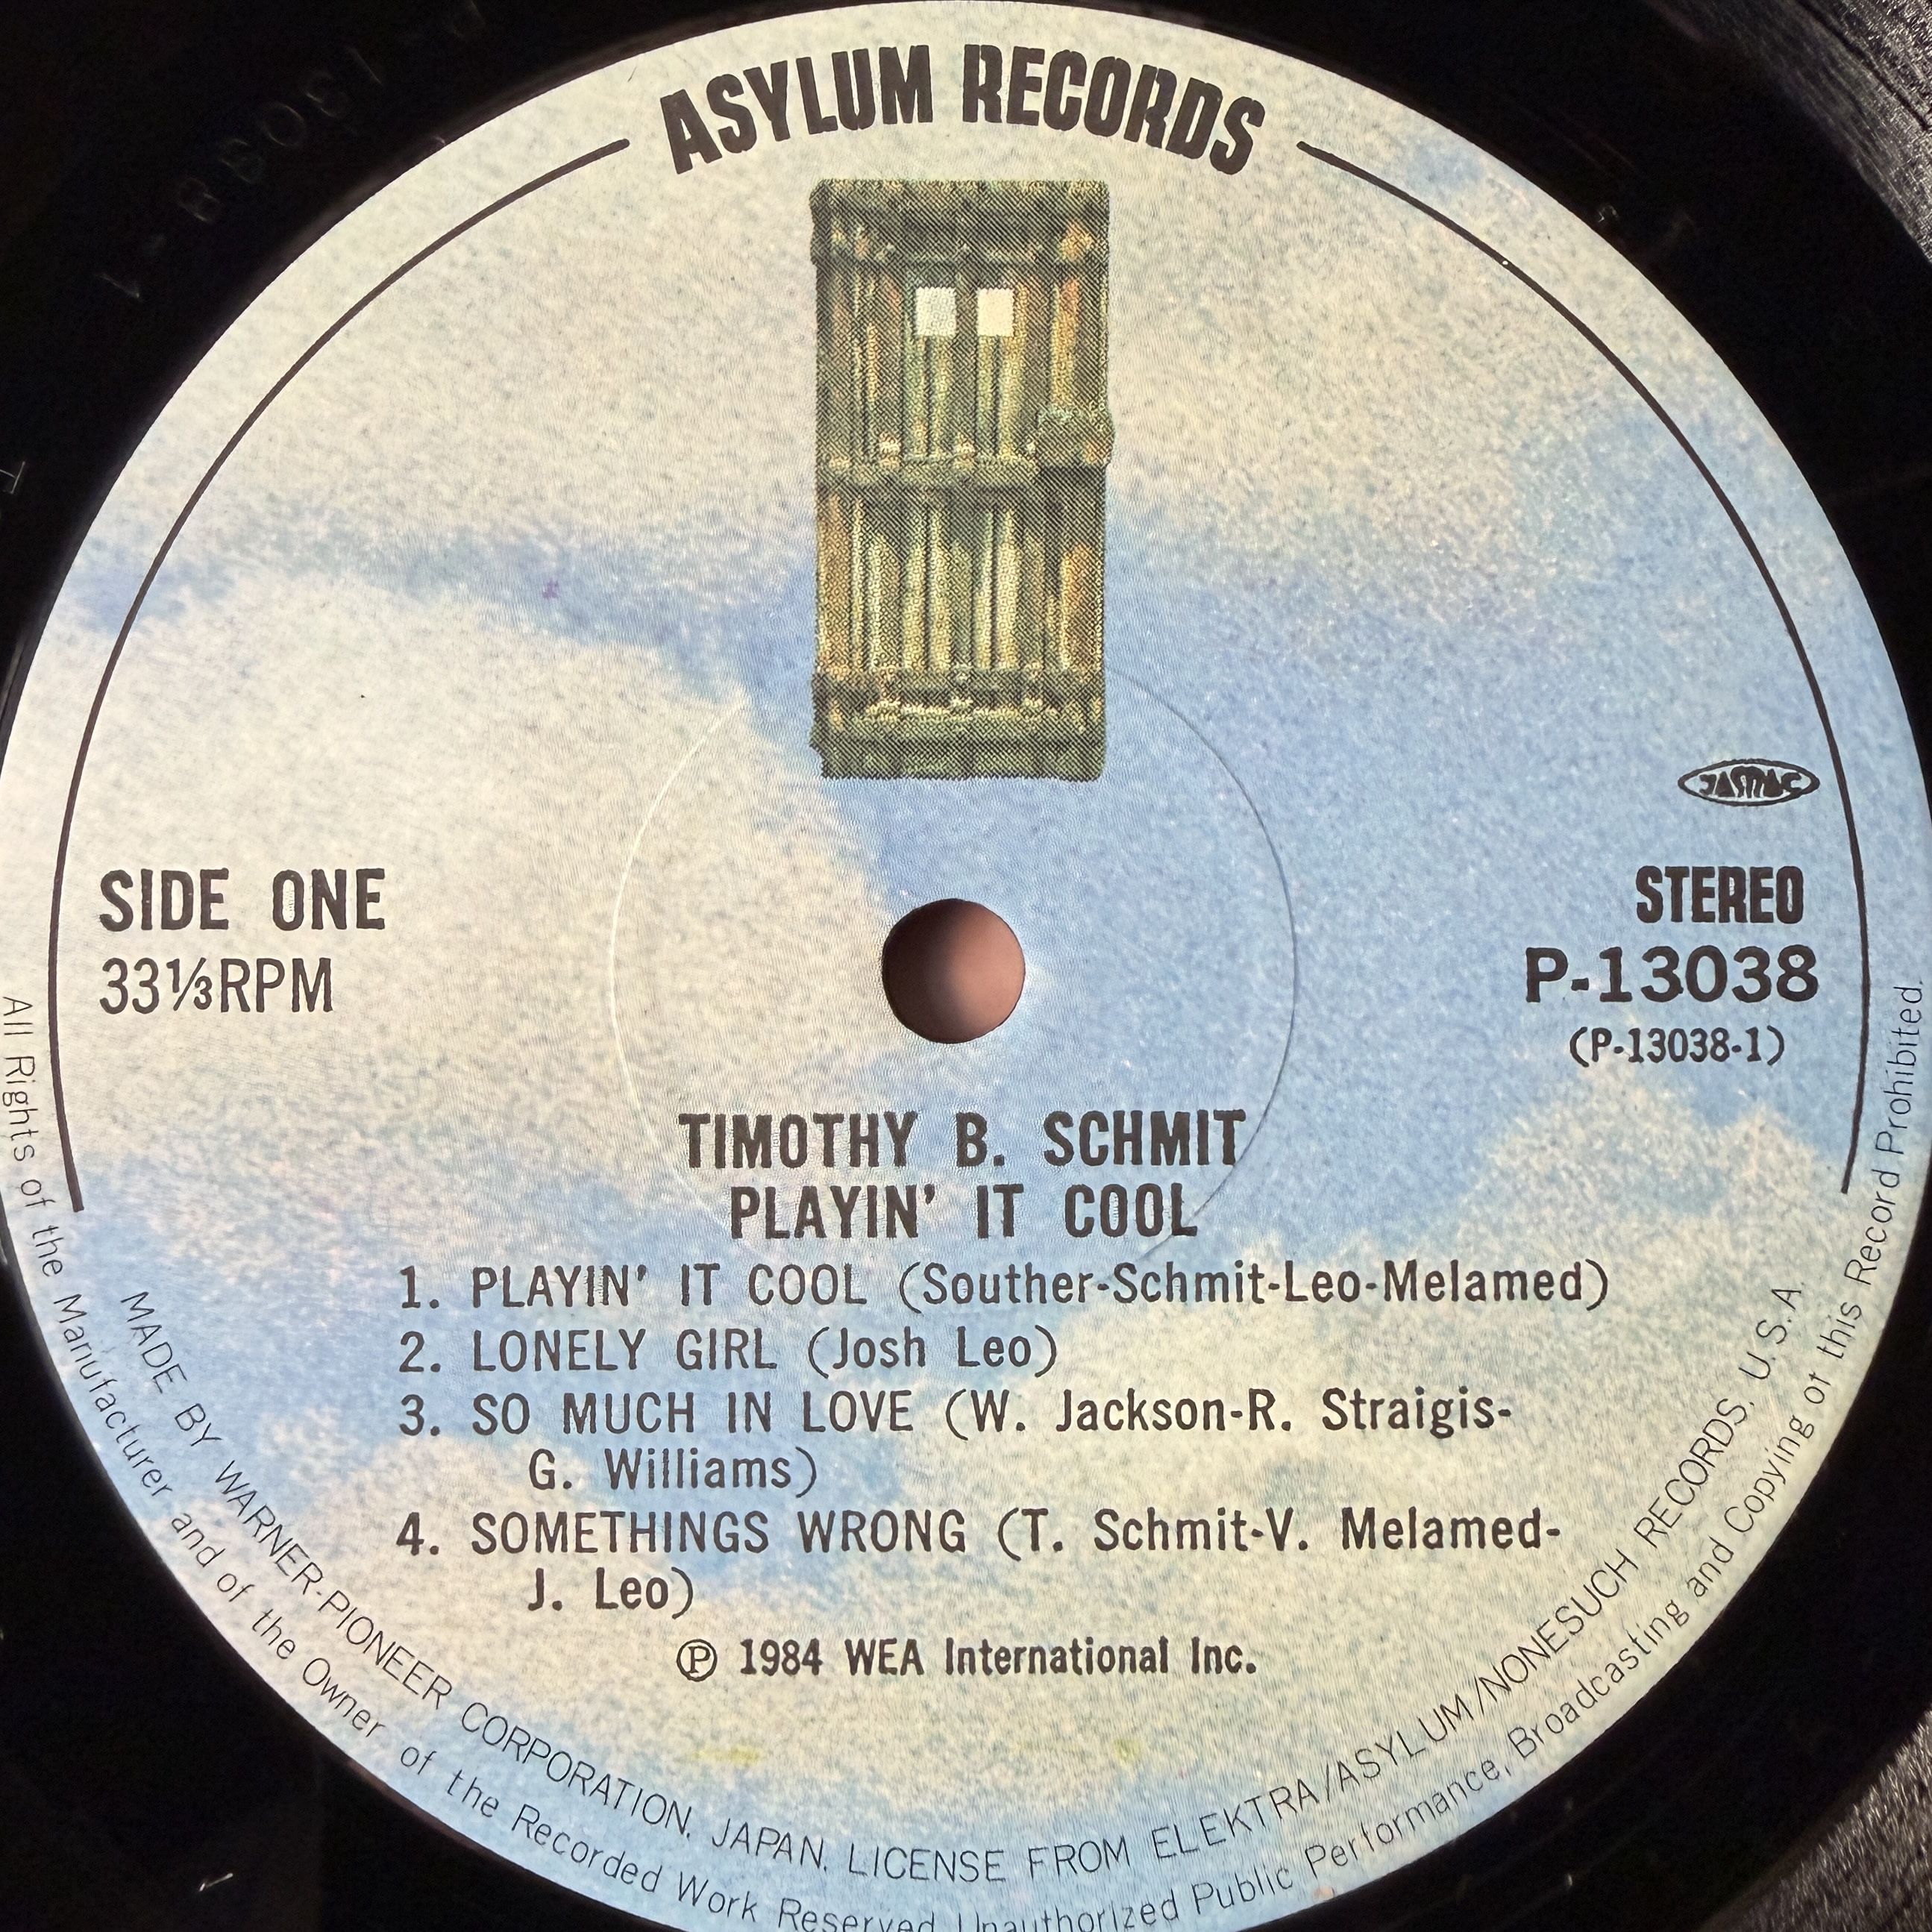 ASYLUM RECORDS
JASRAC
SIDE ONE
33⅓RPM
STEREO
P-13038
(P-13038-1)
TIMOTHY B. SCHMIT
PLAYIN' IT COOL
1. PLAYIN' IT COOL (Souther-Schmit-Leo-Melamed)
2. LONELY GIRL (Josh Leo)
3. SO MUCH IN LOVE (W. Jackson-R. Straigis-
G. Williams)
4. SOMETHINGS WRONG (T. Schmit-V. Melamed-
J. Leo)
Ⓟ 1984 WEA International Inc.
MADE BY WARNER-PIONEER CORPORATION, JAPAN. LICENSE FROM ELEKTRA/ASYLUM/NONESUCH RECORDS, U.S.A.
All Rights of the Manufacturer and of the Owner of the Recorded Work Reserved Unauthorized Public Performance, Broadcasting and Copying of this Record Prohibited.